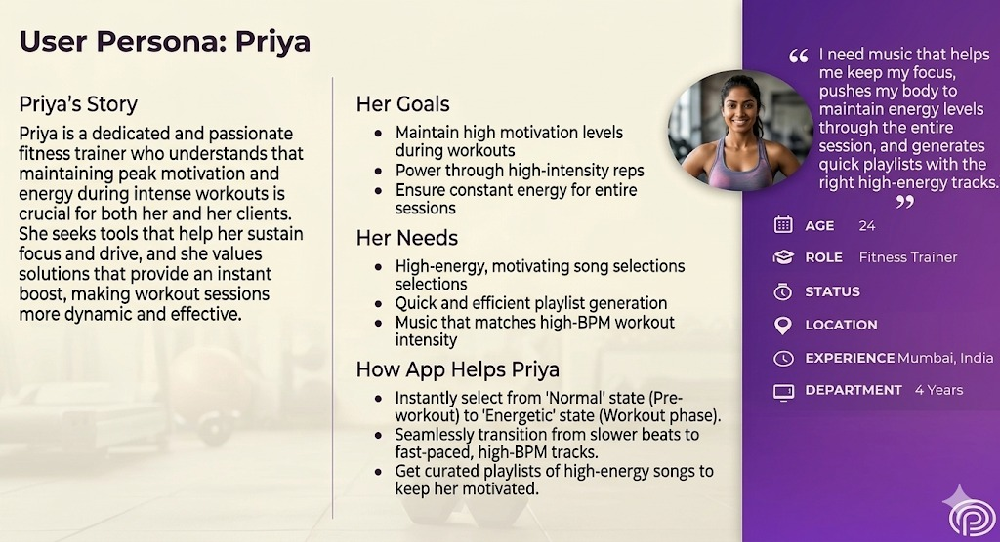 User Persona: Priya
Priya's Story
Priya is a dedicated and passionate
fitness trainer who understands that
maintaining peak motivation and
energy during intense workouts is
crucial for both her and her clients.
She seeks tools that help her sustain
focus and drive, and she values
solutions that provide an instant
boost, making workout sessions
more dynamic and effective.
Her Goals
• Maintain high motivation levels
during workouts
• Power through high-intensity reps
• Ensure constant energy for entire
sessions
Her Needs
• High-energy, motivating song selections
selections
• Quick and efficient playlist generation
• Music that matches high-BPM workout
intensity
How App Helps Priya
• Instantly select from 'Normal' state (Pre-
workout) to 'Energetic' state (Workout phase).
• Seamlessly transition from slower beats to
fast-paced, high-BPM tracks.
• Get curated playlists of high-energy songs to
keep her motivated.
“ I need music that helps
me keep my focus,
pushes my body to
maintain energy levels
through the entire
session, and generates
quick playlists with the
right high-energy tracks.
”
AGE 24
ROLE Fitness Trainer
STATUS
LOCATION
EXPERIENCE Mumbai, India
DEPARTMENT 4 Years